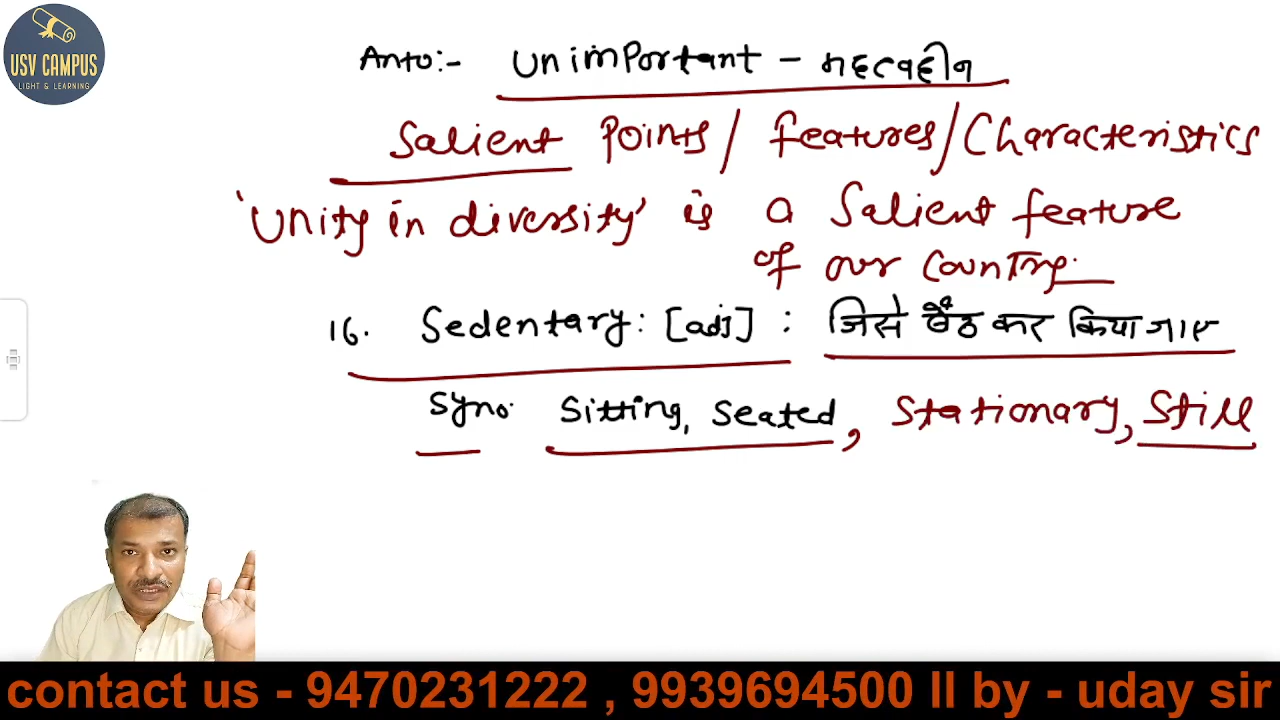 USV CAMPUS
LIGHT & LEARNING
Anto:- Unimportant - महत्वहीन
Salient Points / features / Characteristics
'Unity in diversity' is a Salient feature
of our Country.
16. Sedentary: [adj] : जिसे बैठ कर किया जाए
Syno. Sitting, Seated, Stationary, Still
contact us - 9470231222 , 9939694500 ll by - uday sir